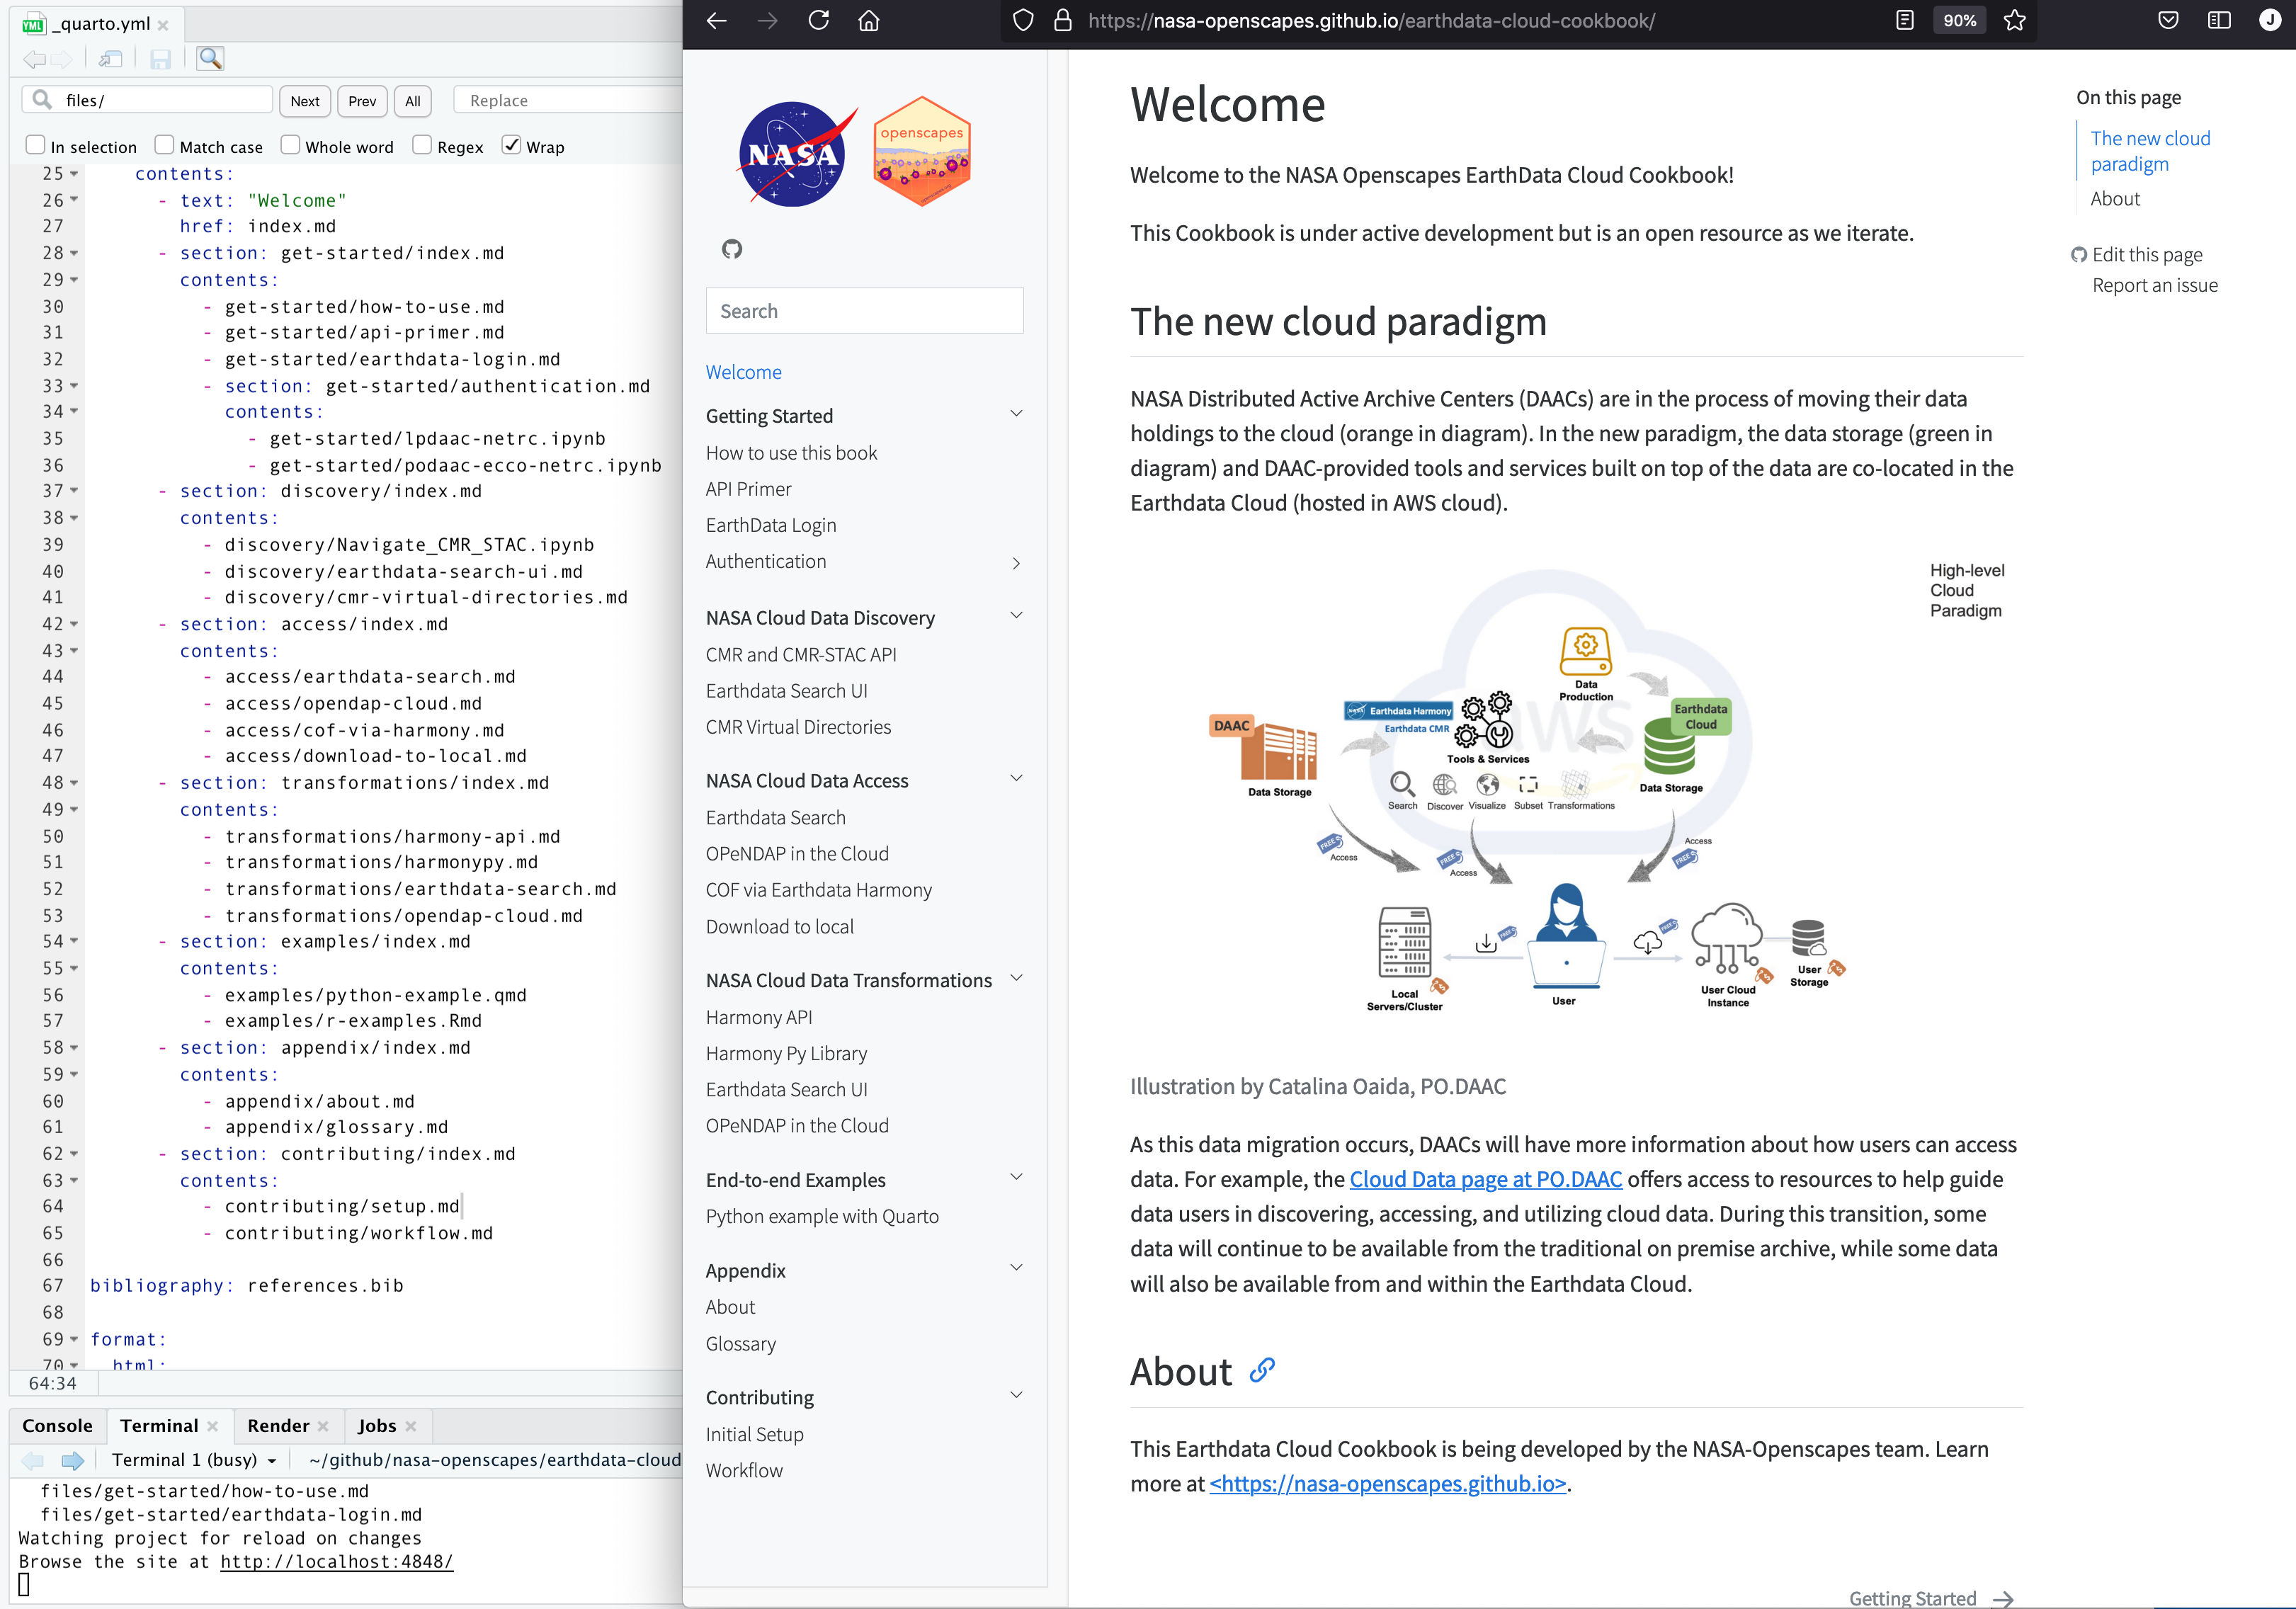 _quarto.yml
files/
Next
Prev
All
Replace
In selection
Match case
Whole word
Regex
Wrap
25 contents:
26 - text: "Welcome"
27 href: index.md
28 - section: get-started/index.md
29 contents:
30 - get-started/how-to-use.md
31 - get-started/api-primer.md
32 - get-started/earthdata-login.md
33 - section: get-started/authentication.md
34 contents:
35 - get-started/lpdaac-netrc.ipynb
36 - get-started/podaac-ecco-netrc.ipynb
37 - section: discovery/index.md
38 contents:
39 - discovery/Navigate_CMR_STAC.ipynb
40 - discovery/earthdata-search-ui.md
41 - discovery/cmr-virtual-directories.md
42 - section: access/index.md
43 contents:
44 - access/earthdata-search.md
45 - access/opendap-cloud.md
46 - access/cof-via-harmony.md
47 - access/download-to-local.md
48 - section: transformations/index.md
49 contents:
50 - transformations/harmony-api.md
51 - transformations/harmonypy.md
52 - transformations/earthdata-search.md
53 - transformations/opendap-cloud.md
54 - section: examples/index.md
55 contents:
56 - examples/python-example.qmd
57 - examples/r-examples.Rmd
58 - section: appendix/index.md
59 contents:
60 - appendix/about.md
61 - appendix/glossary.md
62 - section: contributing/index.md
63 contents:
64 - contributing/setup.md
65 - contributing/workflow.md
66
67 bibliography: references.bib
68
69 format:
70 html:
64:34
Console
Terminal
Render
Jobs
Terminal 1 (busy)
~/github/nasa-openscapes/earthdata-cloud
files/get-started/how-to-use.md
files/get-started/earthdata-login.md
Watching project for reload on changes
Browse the site at http://localhost:4848/
https://nasa-openscapes.github.io/earthdata-cloud-cookbook/
90%
J
NASA
openscapes
Search
Welcome
Getting Started
How to use this book
API Primer
EarthData Login
Authentication
NASA Cloud Data Discovery
CMR and CMR-STAC API
Earthdata Search UI
CMR Virtual Directories
NASA Cloud Data Access
Earthdata Search
OPeNDAP in the Cloud
COF via Earthdata Harmony
Download to local
NASA Cloud Data Transformations
Harmony API
Harmony Py Library
Earthdata Search UI
OPeNDAP in the Cloud
End-to-end Examples
Python example with Quarto
Appendix
About
Glossary
Contributing
Initial Setup
Workflow
Welcome
Welcome to the NASA Openscapes EarthData Cloud Cookbook!
This Cookbook is under active development but is an open resource as we iterate.
The new cloud paradigm
NASA Distributed Active Archive Centers (DAACs) are in the process of moving their data
holdings to the cloud (orange in diagram). In the new paradigm, the data storage (green in
diagram) and DAAC-provided tools and services built on top of the data are co-located in the
Earthdata Cloud (hosted in AWS cloud).
High-level
Cloud
Paradigm
Data
Production
DAAC
Data Storage
Earthdata Harmony
Earthdata CMR
aws
Tools & Services
Search
Discover
Visualize
Subset
Transformations
Earthdata
Cloud
Data Storage
FREE
Access
FREE
Access
Access
FREE
FREE
FREE
Local
Servers/Cluster
User
User Cloud
Instance
User
Storage
Illustration by Catalina Oaida, PO.DAAC
As this data migration occurs, DAACs will have more information about how users can access
data. For example, the Cloud Data page at PO.DAAC offers access to resources to help guide
data users in discovering, accessing, and utilizing cloud data. During this transition, some
data will continue to be available from the traditional on premise archive, while some data
will also be available from and within the Earthdata Cloud.
About
This Earthdata Cloud Cookbook is being developed by the NASA-Openscapes team. Learn
more at <https://nasa-openscapes.github.io>.
Getting Started
On this page
The new cloud
paradigm
About
Edit this page
Report an issue